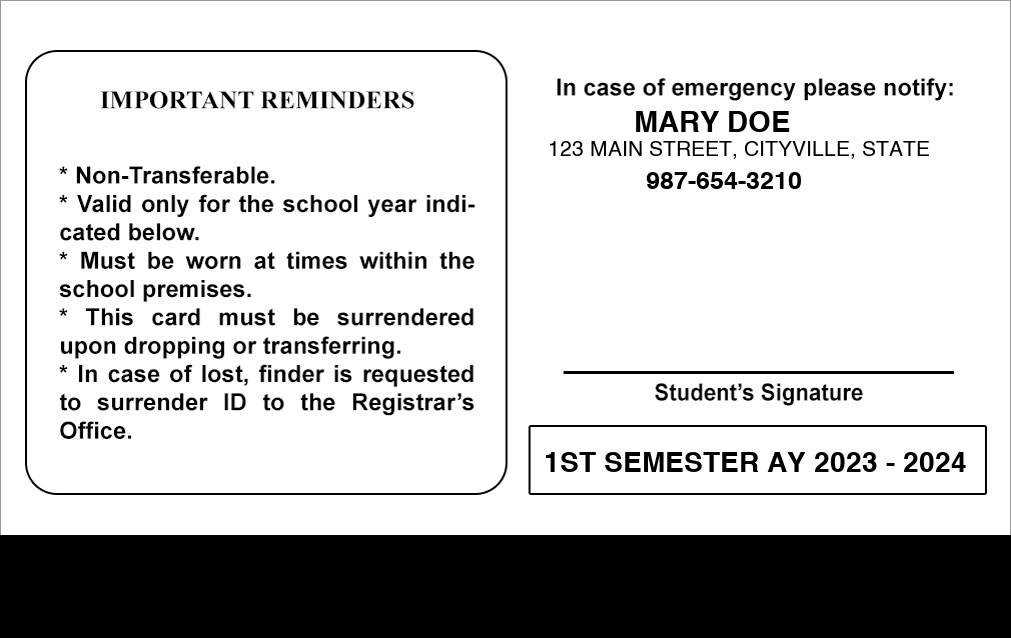 IMPORTANT REMINDERS
* Non-Transferable.
* Valid only for the school year indi-
cated below.
* Must be worn at times within the
school premises.
* This card must be surrendered
upon dropping or transferring.
* In case of lost, finder is requested
to surrender ID to the Registrar's
Office.
In case of emergency please notify:
MARY DOE
123 MAIN STREET, CITYVILLE, STATE
987-654-3210
Student’s Signature
1ST SEMESTER AY 2023 - 2024